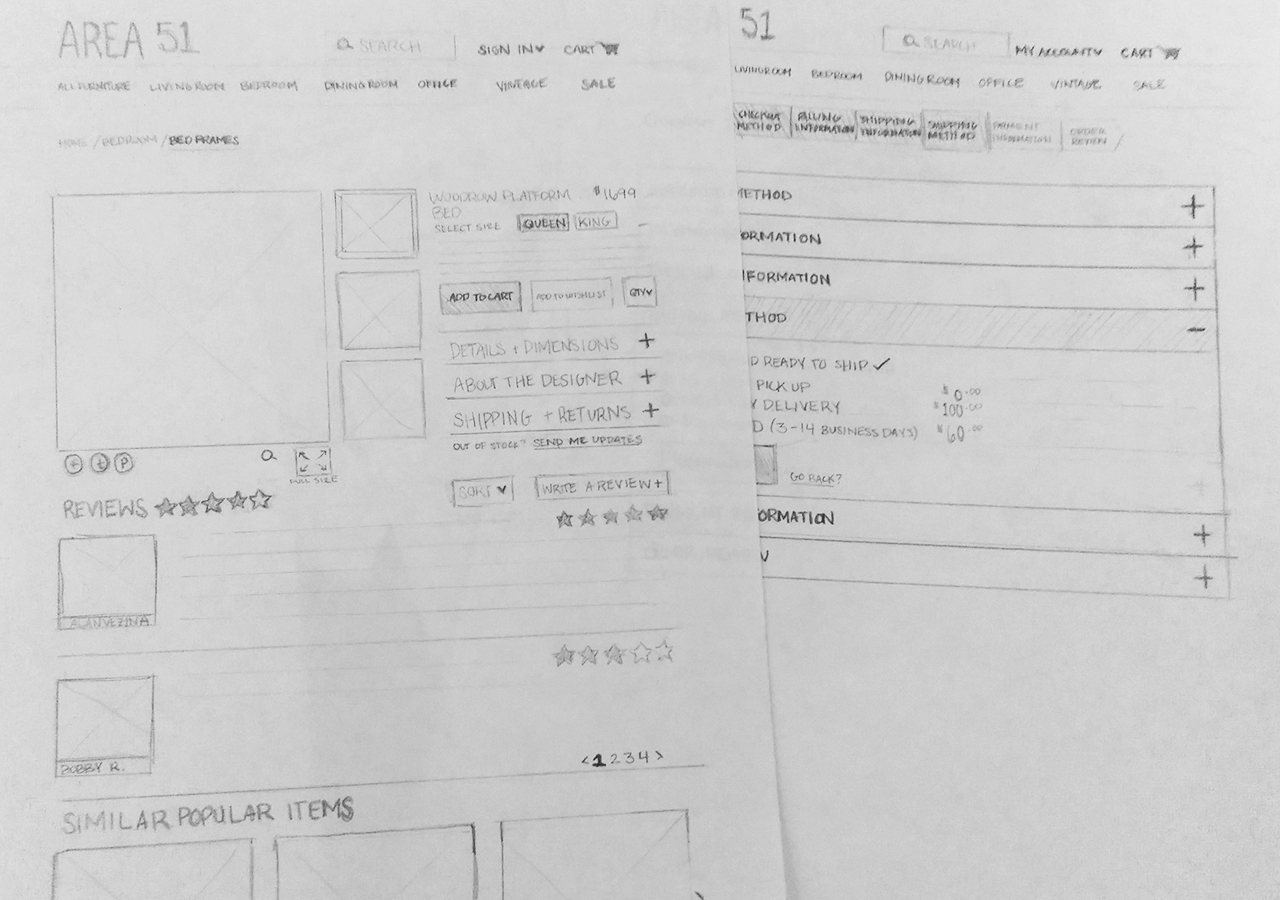 AREA 51
SEARCH
SIGN IN
CART
ALL FURNITURE LIVING ROOM BEDROOM DINING ROOM OFFICE VINTAGE SALE
HOME / BEDROOM / BED FRAMES
WOODROW PLATFORM $1699
BED
SELECT SIZE QUEEN KING
ADD TO CART ADD TO WISHLIST QTY
DETAILS + DIMENSIONS +
ABOUT THE DESIGNER +
SHIPPING + RETURNS +
OUT OF STOCK? SEND ME UPDATES
FULL SIZE
SORT WRITE A REVIEW +
REVIEWS
BOBBY R.
< 1 2 3 4 >
SIMILAR POPULAR ITEMS
51
SEARCH
MY ACCOUNT
CART
LIVING ROOM BEDROOM DINING ROOM OFFICE VINTAGE SALE
CHECKOUT METHOD
BILLING INFORMATION
SHIPPING INFORMATION
SHIPPING METHOD
PAYMENT INFORMATION
ORDER REVIEW
METHOD +
ORMATION +
NFORMATION +
THOD −
D READY TO SHIP ✓
PICK UP $0.00
Y DELIVERY $100.00
D (3-14 BUSINESS DAYS) $60.00
GO BACK?
ORMATION +
W +